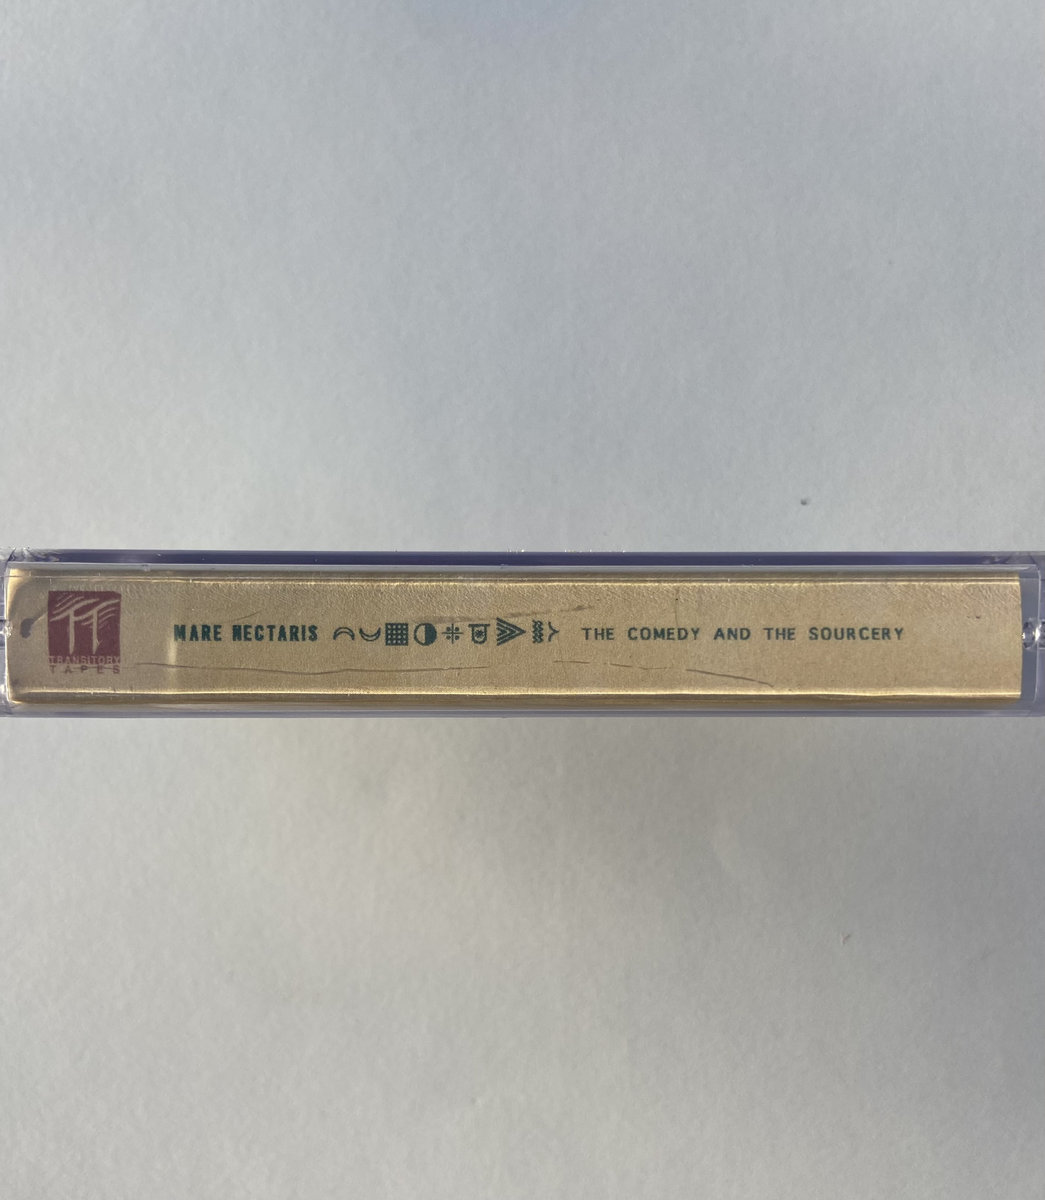 TRANSITORY
TAPES
MARE NECTARIS THE COMEDY AND THE SOURCERY